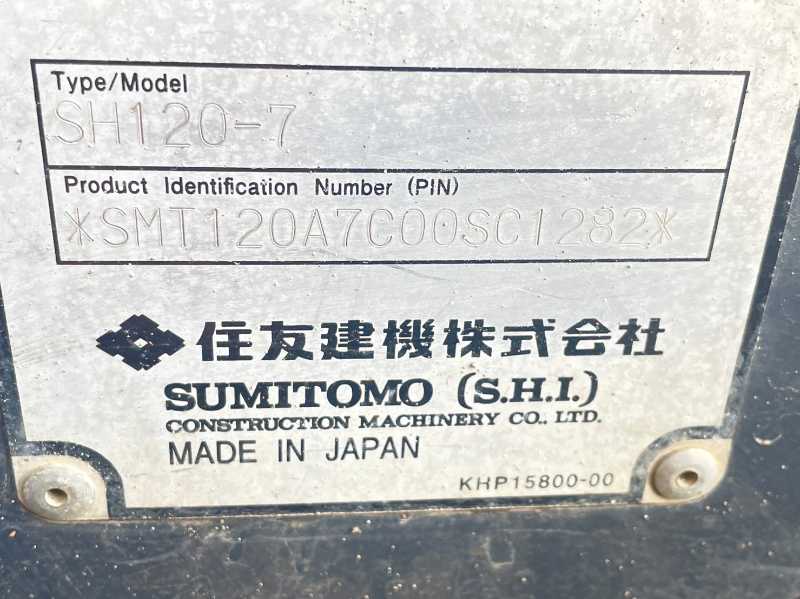 Type/Model
SH120-7
Product Identification Number (PIN)
*SMT120A7C00SC1282*
住友建機株式会社
SUMITOMO (S.H.I.)
CONSTRUCTION MACHINERY CO., LTD.
MADE IN JAPAN
KHP15800-00